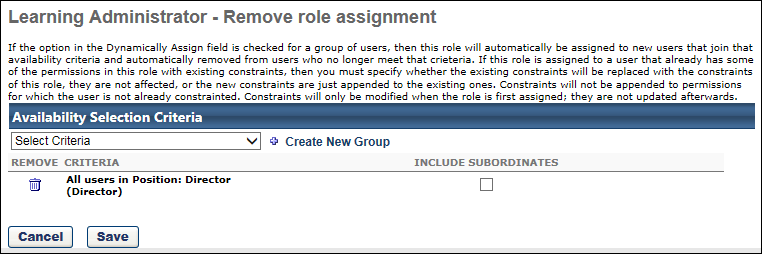 Learning Administrator - Remove role assignment
If the option in the Dynamically Assign field is checked for a group of users, then this role will automatically be assigned to new users that join that
availability criteria and automatically removed from users who no longer meet that crieteria. If this role is assigned to a user that already has some
of the permissions in this role with existing constraints, then you must specify whether the existing constraints will be replaced with the constraints
of this role, they are not affected, or the new constraints are just appended to the existing ones. Constraints will not be appended to permissions
for which the user is not already constrainted. Constraints will only be modified when the role is first assigned; they are not updated afterwards.
Availability Selection Criteria
Select Criteria Create New Group
REMOVE CRITERIA INCLUDE SUBORDINATES
All users in Position: Director
(Director)
Cancel Save